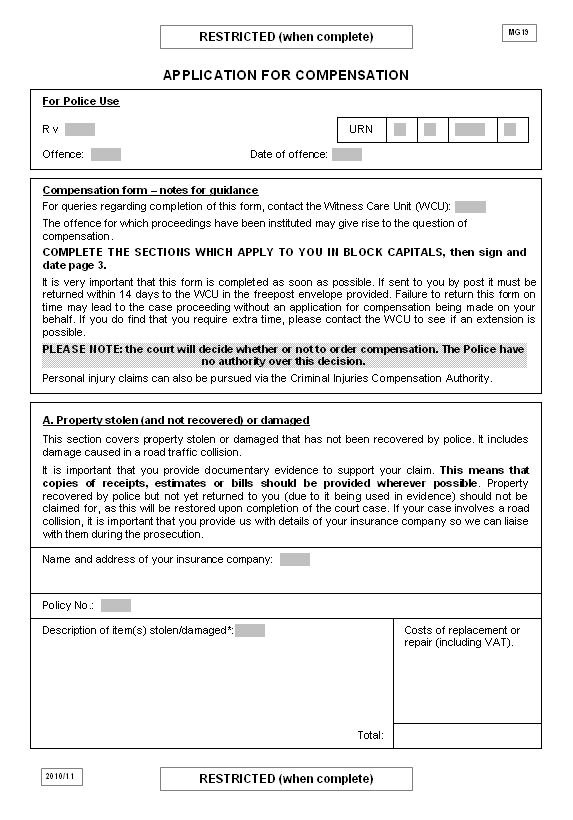 RESTRICTED (when complete)
MG19
APPLICATION FOR COMPENSATION
For Police Use
R v
URN
Offence:
Date of offence:
Compensation form – notes for guidance
For queries regarding completion of this form, contact the Witness Care Unit (WCU):
The offence for which proceedings have been instituted may give rise to the question of
compensation.
COMPLETE THE SECTIONS WHICH APPLY TO YOU IN BLOCK CAPITALS, then sign and
date page 3.
It is very important that this form is completed as soon as possible. If sent to you by post it must be
returned within 14 days to the WCU in the freepost envelope provided. Failure to return this form on
time may lead to the case proceeding without an application for compensation being made on your
behalf. If you do find that you require extra time, please contact the WCU to see if an extension is
possible.
PLEASE NOTE: the court will decide whether or not to order compensation. The Police have
no authority over this decision.
Personal injury claims can also be pursued via the Criminal Injuries Compensation Authority.
A. Property stolen (and not recovered) or damaged
This section covers property stolen or damaged that has not been recovered by police. It includes
damage caused in a road traffic collision.
It is important that you provide documentary evidence to support your claim. This means that
copies of receipts, estimates or bills should be provided wherever possible. Property
recovered by police but not yet returned to you (due to it being used in evidence) should not be
claimed for, as this will be restored upon completion of the court case. If your case involves a road
collision, it is important that you provide us with details of your insurance company so we can liaise
with them during the prosecution.
Name and address of your insurance company:
Policy No.:
Description of item(s) stolen/damaged*:
Costs of replacement or
repair (including VAT).
Total:
2010/11
RESTRICTED (when complete)